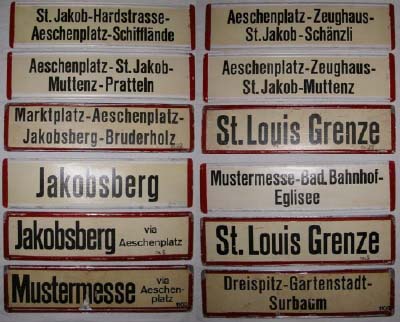 St. Jakob-Hardstrasse-
Aeschenplatz-Schifflände
Aeschenplatz-St. Jakob-
Muttenz-Pratteln
Marktplatz-Aeschenplatz-
Jakobsberg-Bruderholz
Jakobsberg
Jakobsberg via
Aeschenplatz
Mustermesse via
Aeschen-
platz
Aeschenplatz-Zeughaus-
St. Jakob-Schänzli
Aeschenplatz-Zeughaus-
St. Jakob-Muttenz
St. Louis Grenze
Mustermesse-Bad. Bahnhof-
Eglisee
St. Louis Grenze
Dreispitz-Gartenstadt-
Surbaum